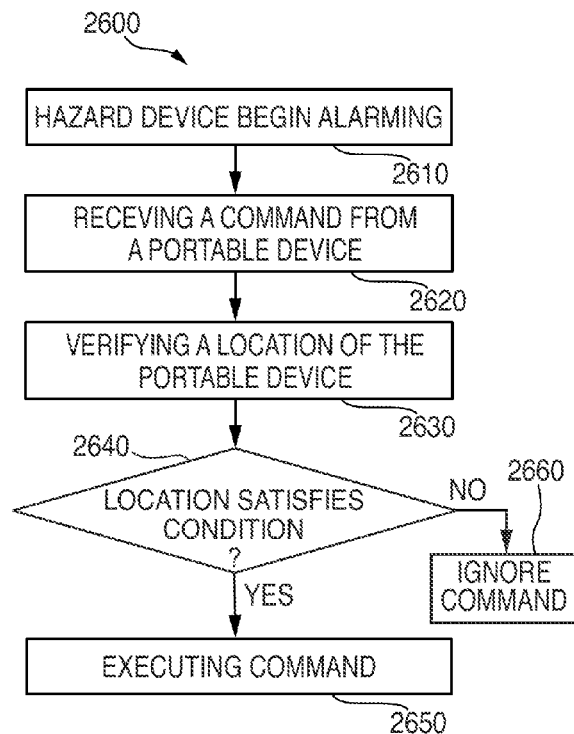 2600
HAZARD DEVICE BEGIN ALARMING
2610
RECEVING A COMMAND FROM
A PORTABLE DEVICE
2620
VERIFYING A LOCATION OF THE
PORTABLE DEVICE
2630
2640
LOCATION SATISFIES
CONDITION
?
NO
2660
IGNORE
COMMAND
YES
EXECUTING COMMAND
2650